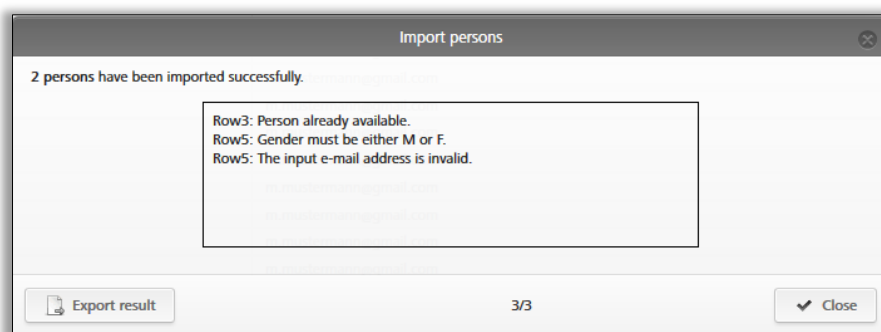 Import persons
2 persons have been imported successfully.
Row3: Person already available.
Row5: Gender must be either M or F.
Row5: The input e-mail address is invalid.
Export result
3/3
Close